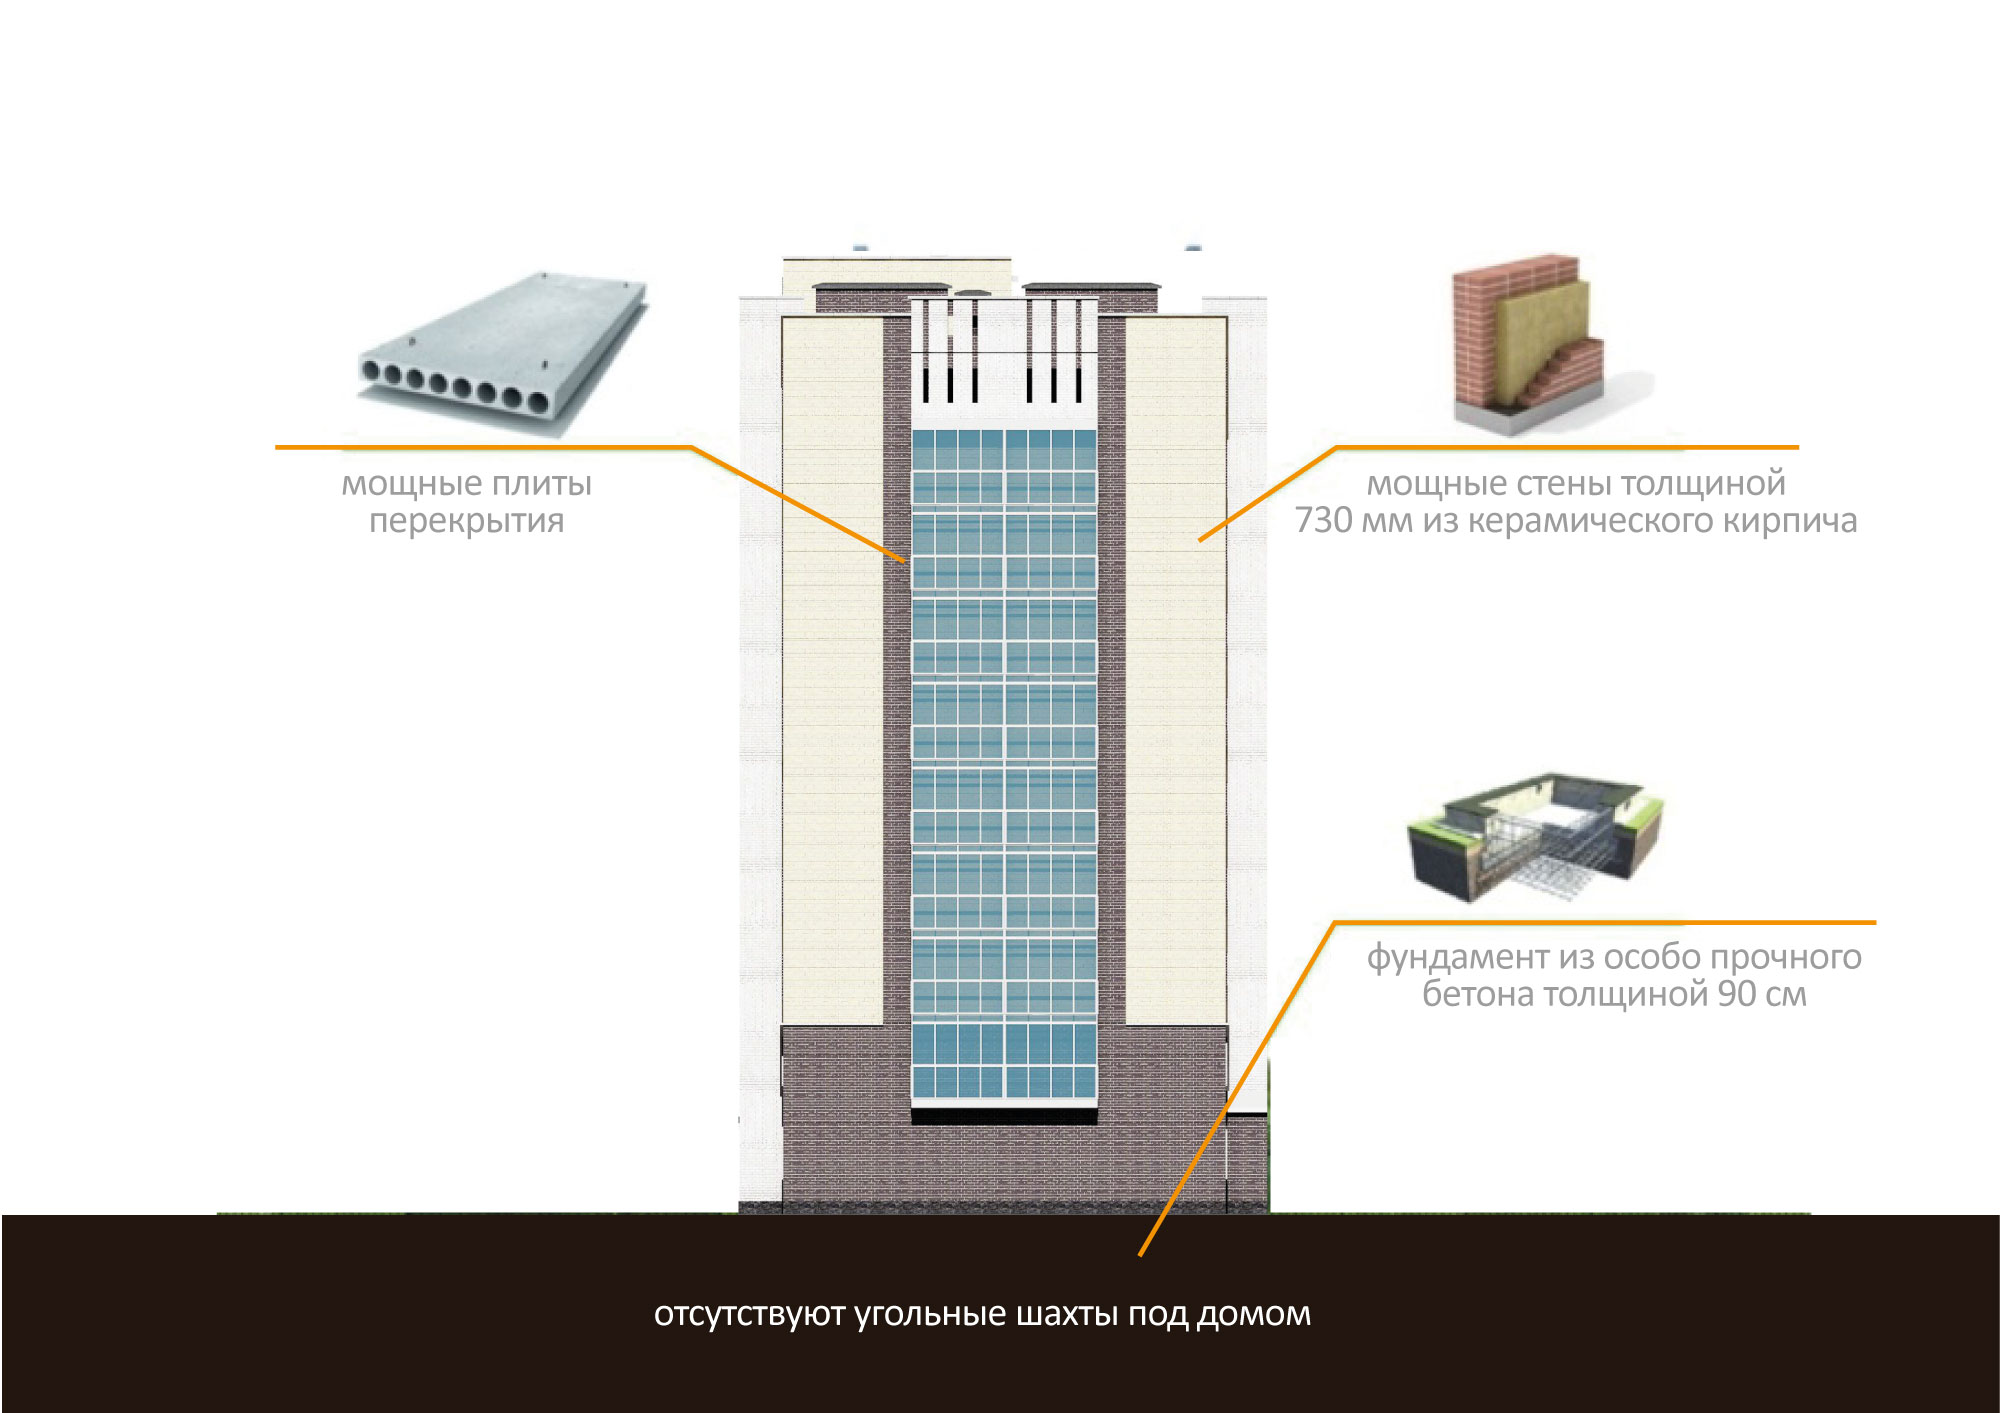 мощные плиты
перекрытия
мощные стены толщиной
730 мм из керамического кирпича
фундамент из особо прочного
бетона толщиной 90 см
отсутствуют угольные шахты под домом